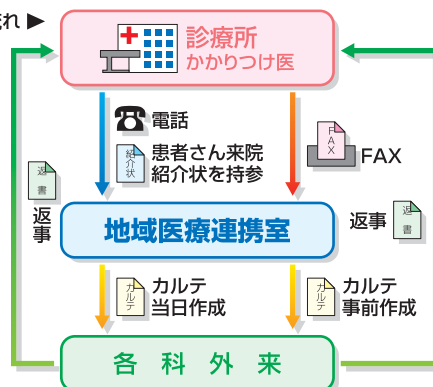 れ ▶
診療所
かかりつけ医
電話
紹介状
患者さん来院
紹介状を持参
FAX
FAX
返書
返事
地域医療連携室
返事
返書
カルテ
カルテ
当日作成
カルテ
カルテ
事前作成
各科外来